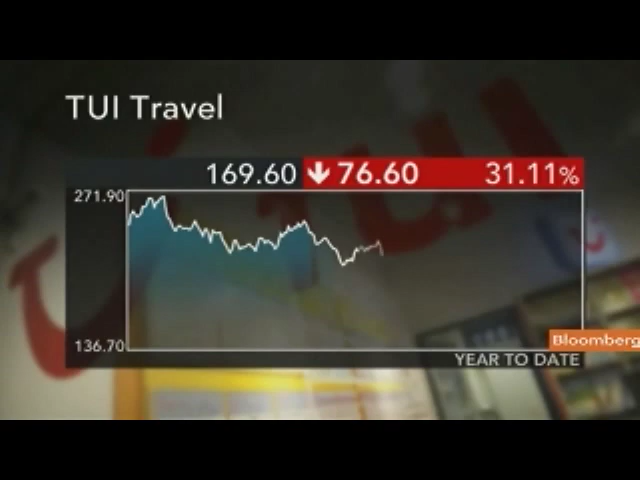 TUI Travel
169.60 76.60 31.11%
271.90
136.70
Bloomberg
YEAR TO DATE